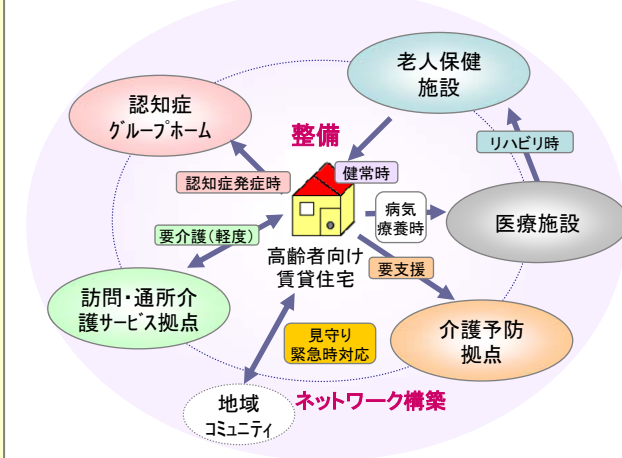 老人保健
施設
認知症
グループホーム
整備
リハビリ時
健常時
認知症発症時
病気
療養時
医療施設
要介護(軽度)
高齢者向け
賃貸住宅
要支援
訪問・通所介
護サービス拠点
見守り
緊急時対応
介護予防
拠点
ネットワーク構築
地域
コミュニティ